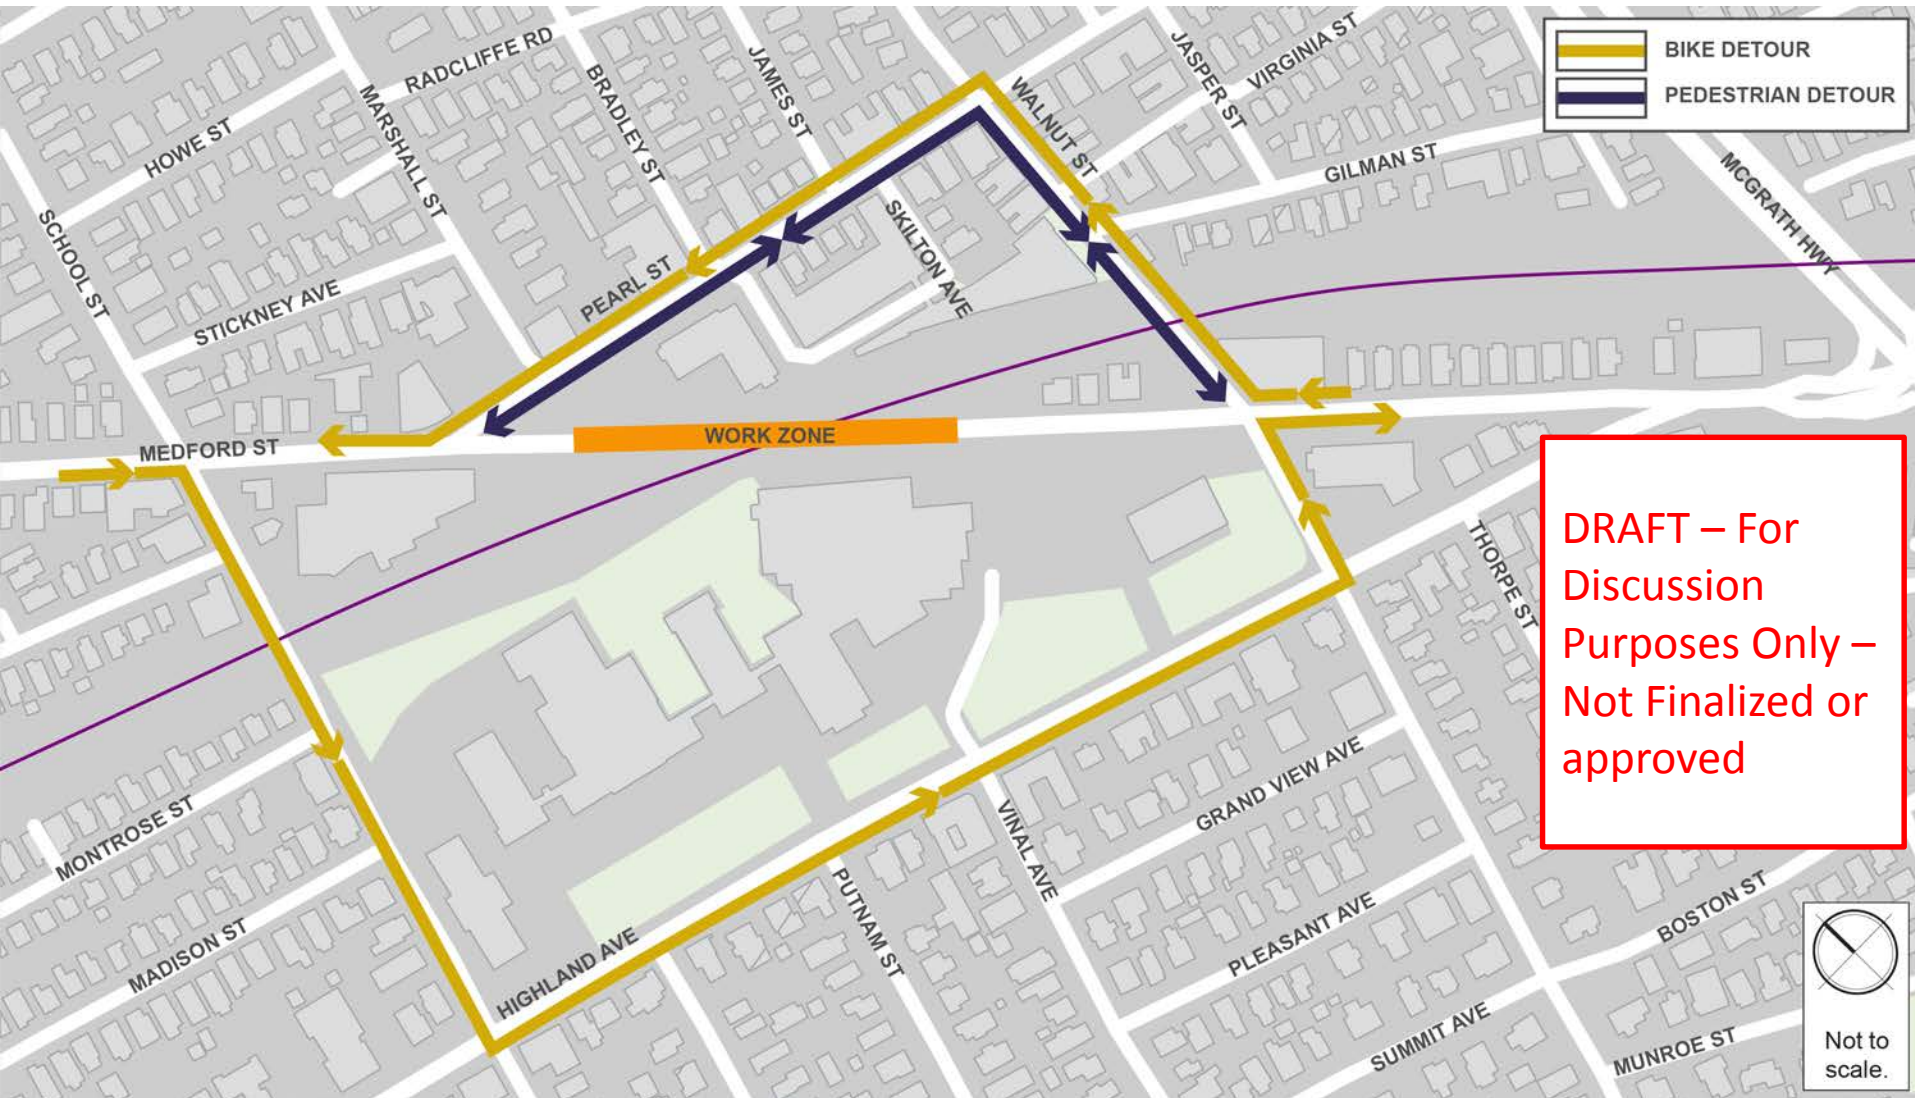 BIKE DETOUR
PEDESTRIAN DETOUR
RADCLIFFE RD
HOWE ST
MARSHALL ST
BRADLEY ST
JAMES ST
WALNUT ST
JASPER ST
VIRGINIA ST
GILMAN ST
MCGRATH HWY
SCHOOL ST
STICKNEY AVE
PEARL ST
SKILTON AVE
MEDFORD ST
WORK ZONE
DRAFT – For
Discussion
Purposes Only –
Not Finalized or
approved
THORPE ST
MONTROSE ST
MADISON ST
HIGHLAND AVE
PUTNAM ST
VINAL AVE
GRAND VIEW AVE
PLEASANT AVE
BOSTON ST
SUMMIT AVE
MUNROE ST
Not to
scale.